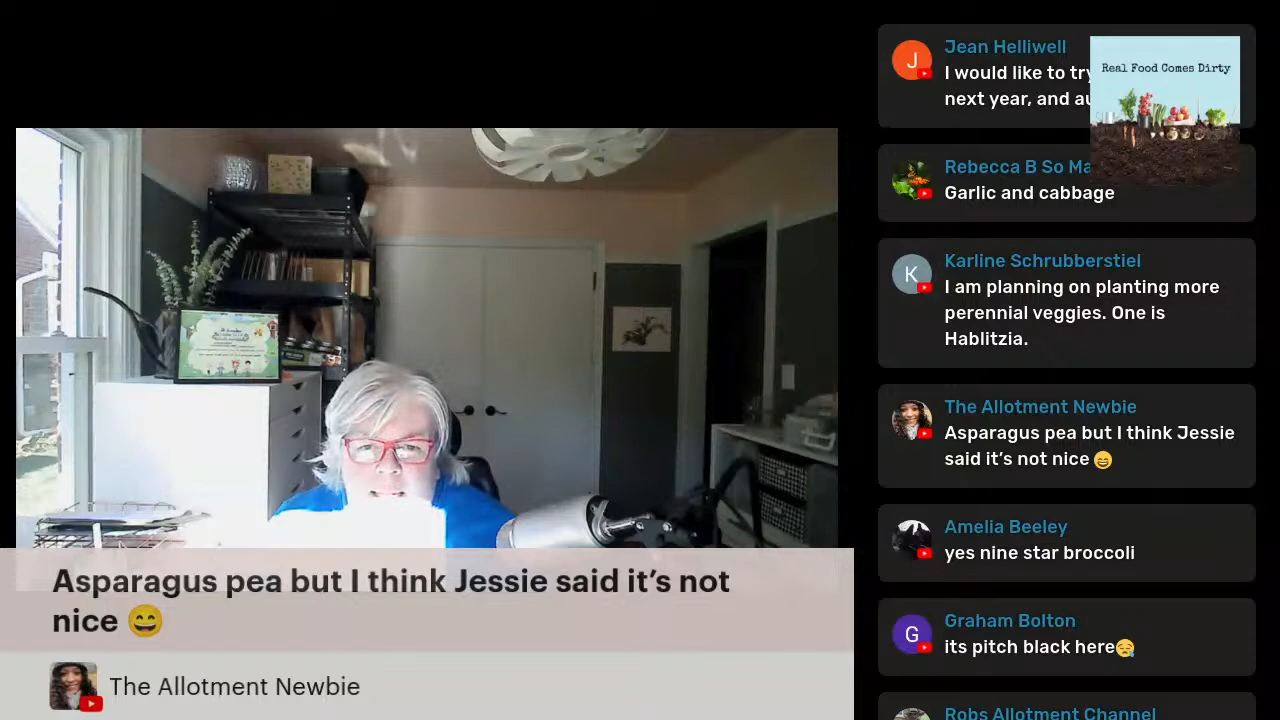 Jean Helliwell
I would like to try
next year, and au
Real Food Comes Dirty
Rebecca B So Ma
Garlic and cabbage
Karline Schrubberstiel
I am planning on planting more
perennial veggies. One is
Hablitzia.
The Allotment Newbie
Asparagus pea but I think Jessie
said it’s not nice 😄
Amelia Beeley
yes nine star broccoli
Graham Bolton
its pitch black here😪
Robs Allotment Channel
Asparagus pea but I think Jessie said it’s not
nice 😄
The Allotment Newbie